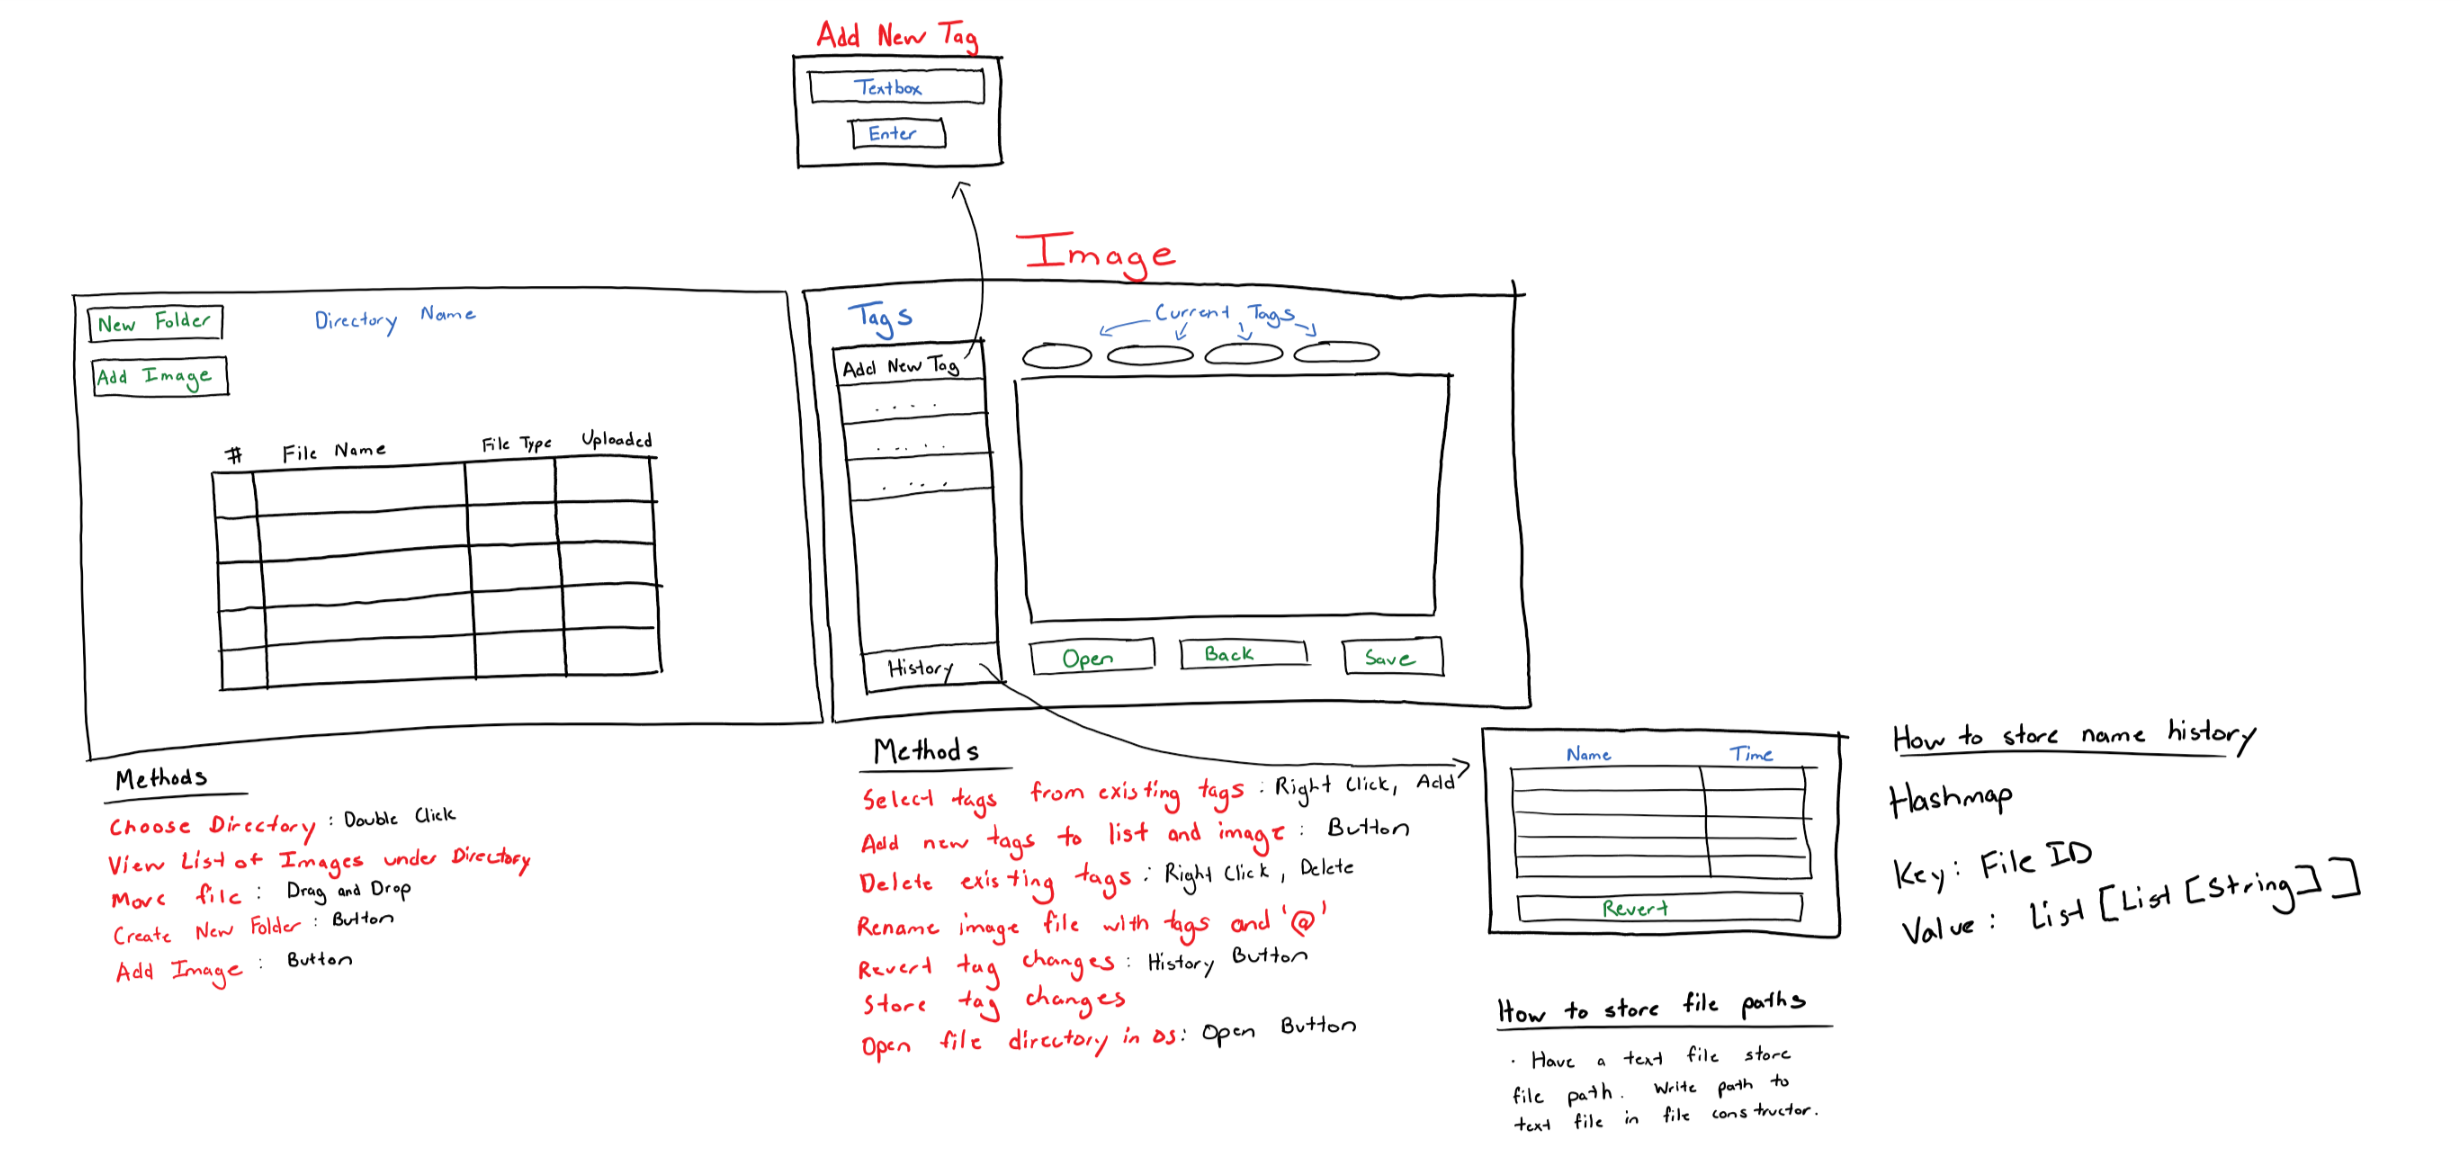 Add New Tag
Textbox
Enter
Image
New Folder
Directory Name
Add Image
# File Name File Type Uploaded
Tags
Current Tags
Add New Tag
. . . .
. . . . .
. . . .
History
Open
Back
Save
Methods
Choose Directory : Double Click
View List of Images under Directory
Move file : Drag and Drop
Create New Folder : Button
Add Image : Button
Methods
Select tags from existing tags : Right Click, Add
Add new tags to list and image : Button
Delete existing tags : Right Click, Delete
Rename image file with tags and '@'
Revert tag changes : History Button
Store tag changes
Open file directory in OS : Open Button
Name Time
Revert
How to store name history
Hashmap
Key: File ID
Value: List [List [String]]
How to store file paths
· Have a text file store
file path. Write path to
text file in file constructor.